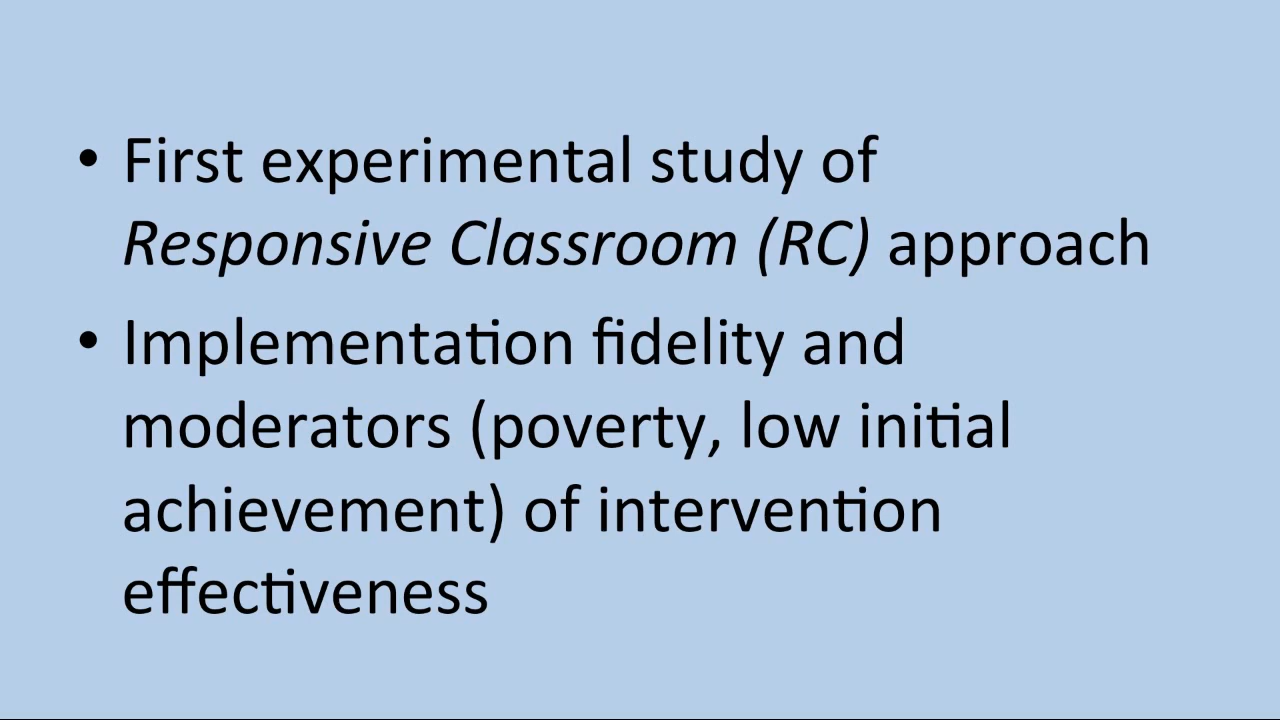 • First experimental study of
Responsive Classroom (RC) approach
• Implementation fidelity and
moderators (poverty, low initial
achievement) of intervention
effectiveness